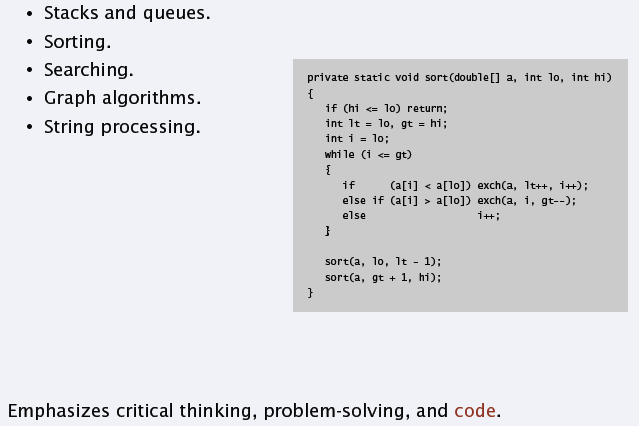 • Stacks and queues.
• Sorting.
• Searching.
• Graph algorithms.
• String processing.
private static void sort(double[] a, int lo, int hi)
{
   if (hi <= lo) return;
   int lt = lo, gt = hi;
   int i = lo;
   while (i <= gt)
   {
      if      (a[i] < a[lo]) exch(a, lt++, i++);
      else if (a[i] > a[lo]) exch(a, i, gt--);
      else                   i++;
   }
   sort(a, lo, lt - 1);
   sort(a, gt + 1, hi);
}
Emphasizes critical thinking, problem-solving, and code.